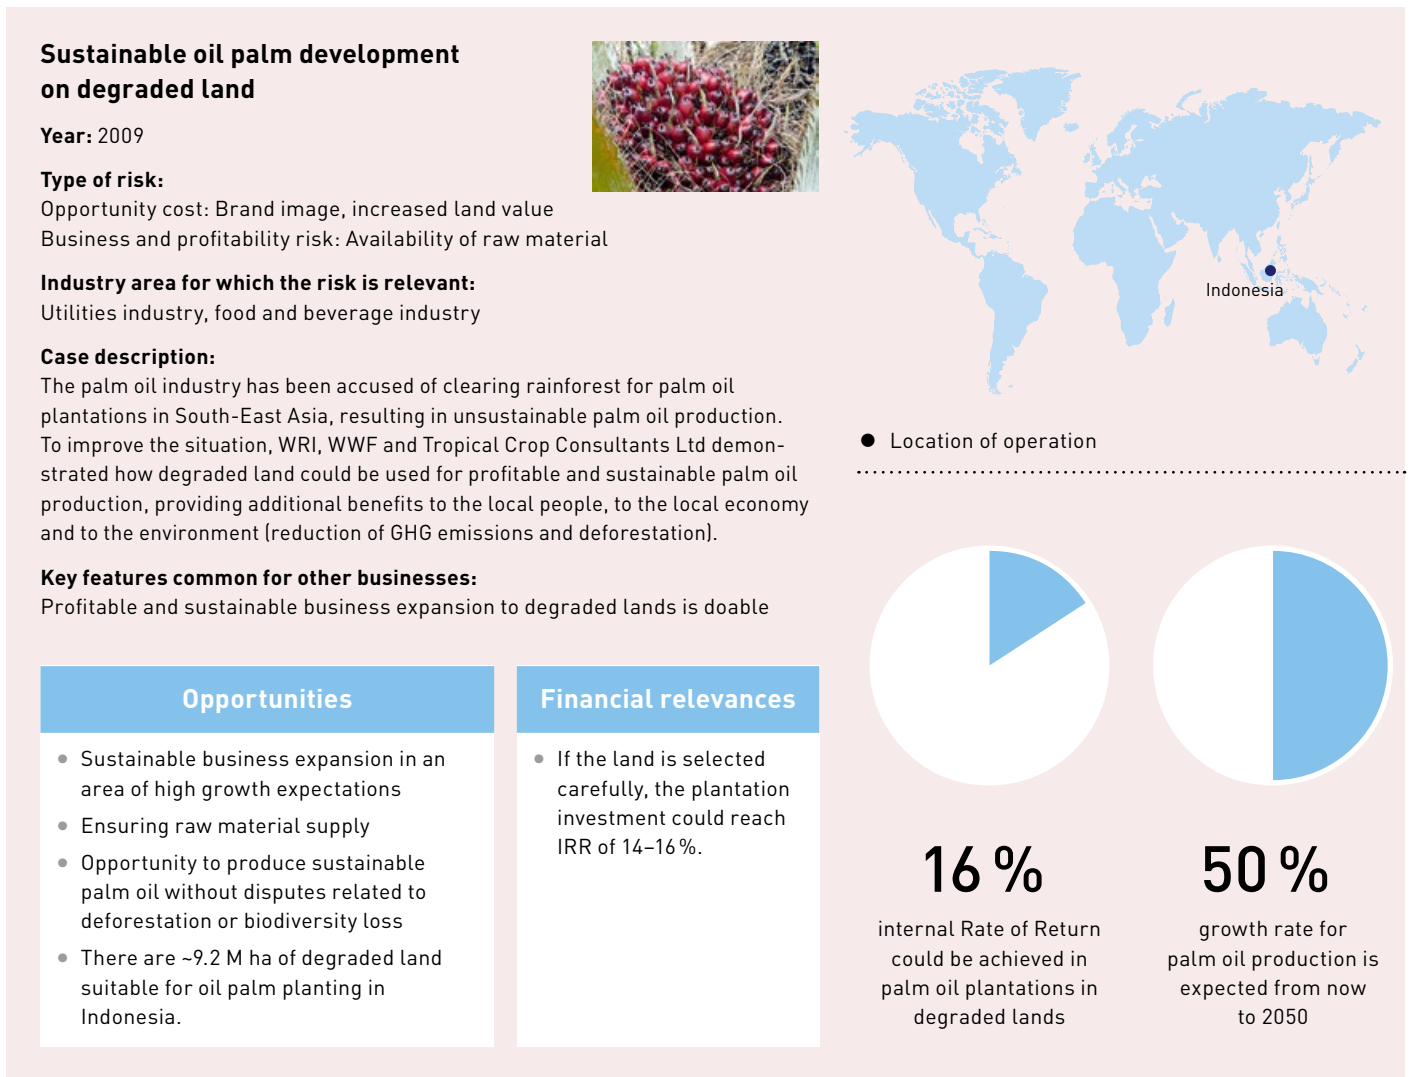 Sustainable oil palm development
on degraded land
Year: 2009
Type of risk:
Opportunity cost: Brand image, increased land value
Business and profitability risk: Availability of raw material
Industry area for which the risk is relevant:
Utilities industry, food and beverage industry
Case description:
The palm oil industry has been accused of clearing rainforest for palm oil
plantations in South-East Asia, resulting in unsustainable palm oil production.
To improve the situation, WRI, WWF and Tropical Crop Consultants Ltd demon-
strated how degraded land could be used for profitable and sustainable palm oil
production, providing additional benefits to the local people, to the local economy
and to the environment (reduction of GHG emissions and deforestation).
Key features common for other businesses:
Profitable and sustainable business expansion to degraded lands is doable
Opportunities
• Sustainable business expansion in an
area of high growth expectations
• Ensuring raw material supply
• Opportunity to produce sustainable
palm oil without disputes related to
deforestation or biodiversity loss
• There are ~9.2 M ha of degraded land
suitable for oil palm planting in
Indonesia.
Financial relevances
• If the land is selected
carefully, the plantation
investment could reach
IRR of 14–16 %.
Indonesia
● Location of operation
16 %
internal Rate of Return
could be achieved in
palm oil plantations in
degraded lands
50 %
growth rate for
palm oil production is
expected from now
to 2050